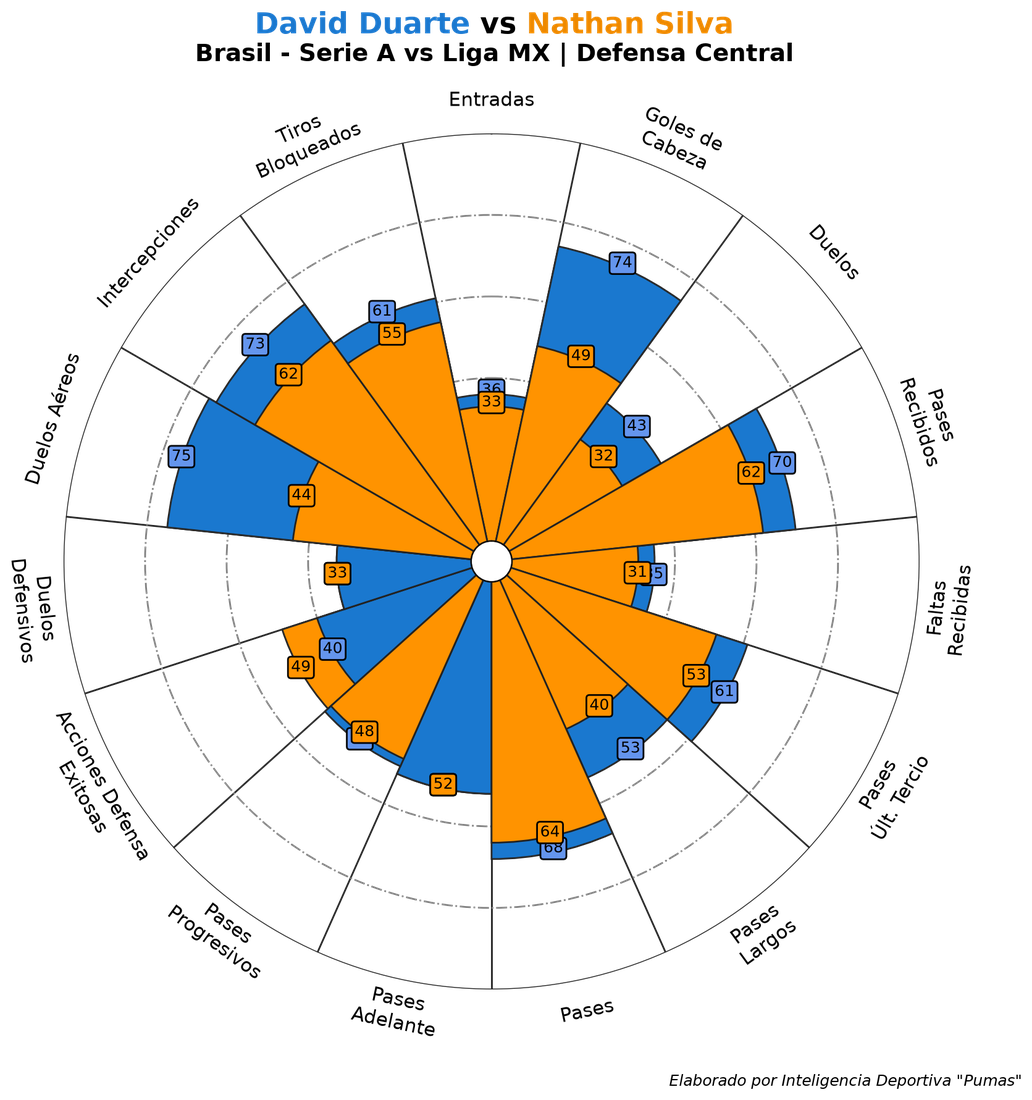 David Duarte vs Nathan Silva
Brasil - Serie A vs Liga MX | Defensa Central
Entradas
Goles de
Cabeza
Duelos
Pases
Recibidos
Faltas
Recibidas
Pases
Últ. Tercio
Pases
Largos
Pases
Pases
Adelante
Pases
Progresivos
Acciones Defensa
Exitosas
Duelos
Defensivos
Duelos Aéreos
Intercepciones
Tiros
Bloqueados
36
33
74
49
43
32
70
62
31
35
53
61
40
53
64
68
52
48
40
49
33
75
44
73
62
61
55
Elaborado por Inteligencia Deportiva "Pumas"